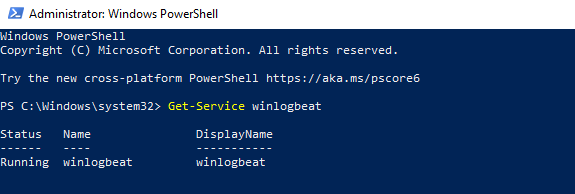 Administrator: Windows PowerShell
Windows PowerShell
Copyright (C) Microsoft Corporation. All rights reserved.
Try the new cross-platform PowerShell https://aka.ms/pscore6
PS C:\Windows\system32> Get-Service winlogbeat
Status   Name               DisplayName
------   ----               -----------
Running  winlogbeat         winlogbeat